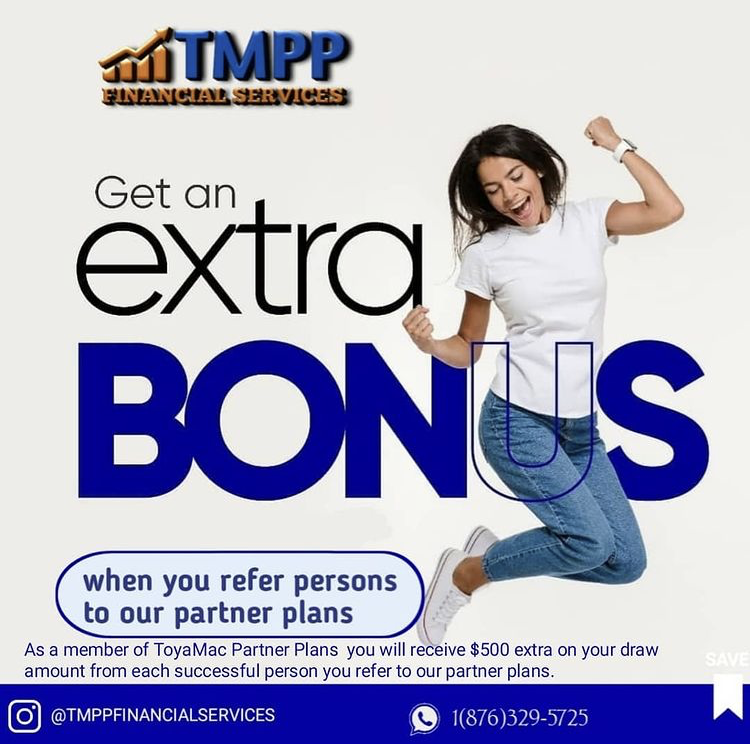 TMPP
FINANCIAL SERVICES
Get an
extra
BONUS
when you refer persons
to our partner plans
As a member of ToyaMac Partner Plans you will receive $500 extra on your draw
amount from each successful person you refer to our partner plans.
SAVE
@TMPPFINANCIALSERVICES
1(876)329-5725